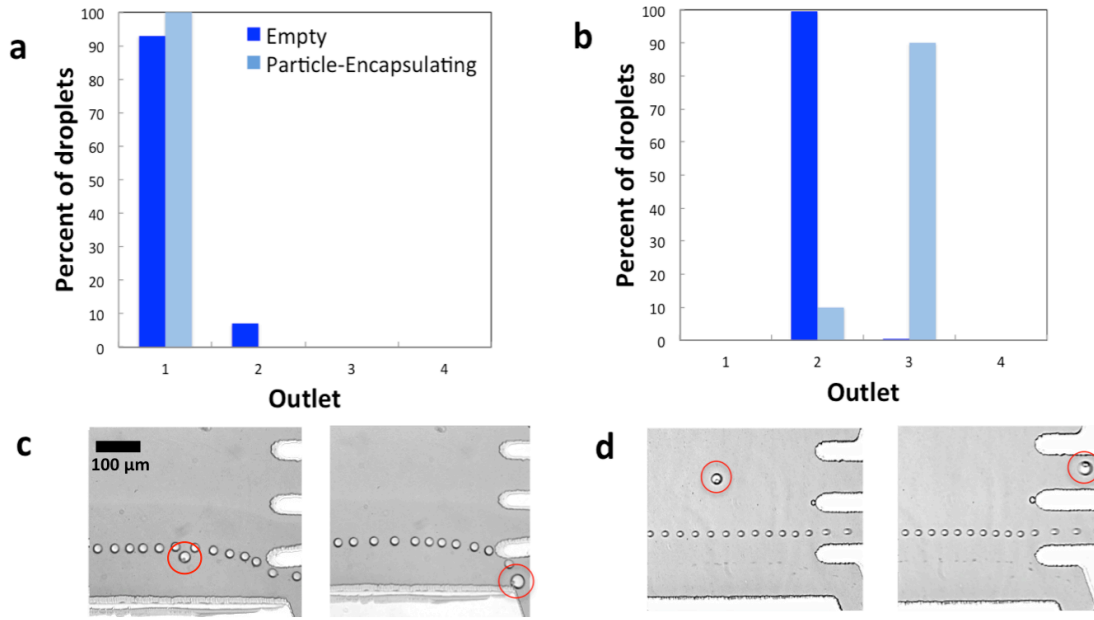 a
Percent of droplets
100
90
80
70
60
50
40
30
20
10
0
Empty
Particle-Encapsulating
1 2 3 4
Outlet
b
Percent of droplets
100
90
80
70
60
50
40
30
20
10
0
1 2 3 4
Outlet
c
100 μm
d